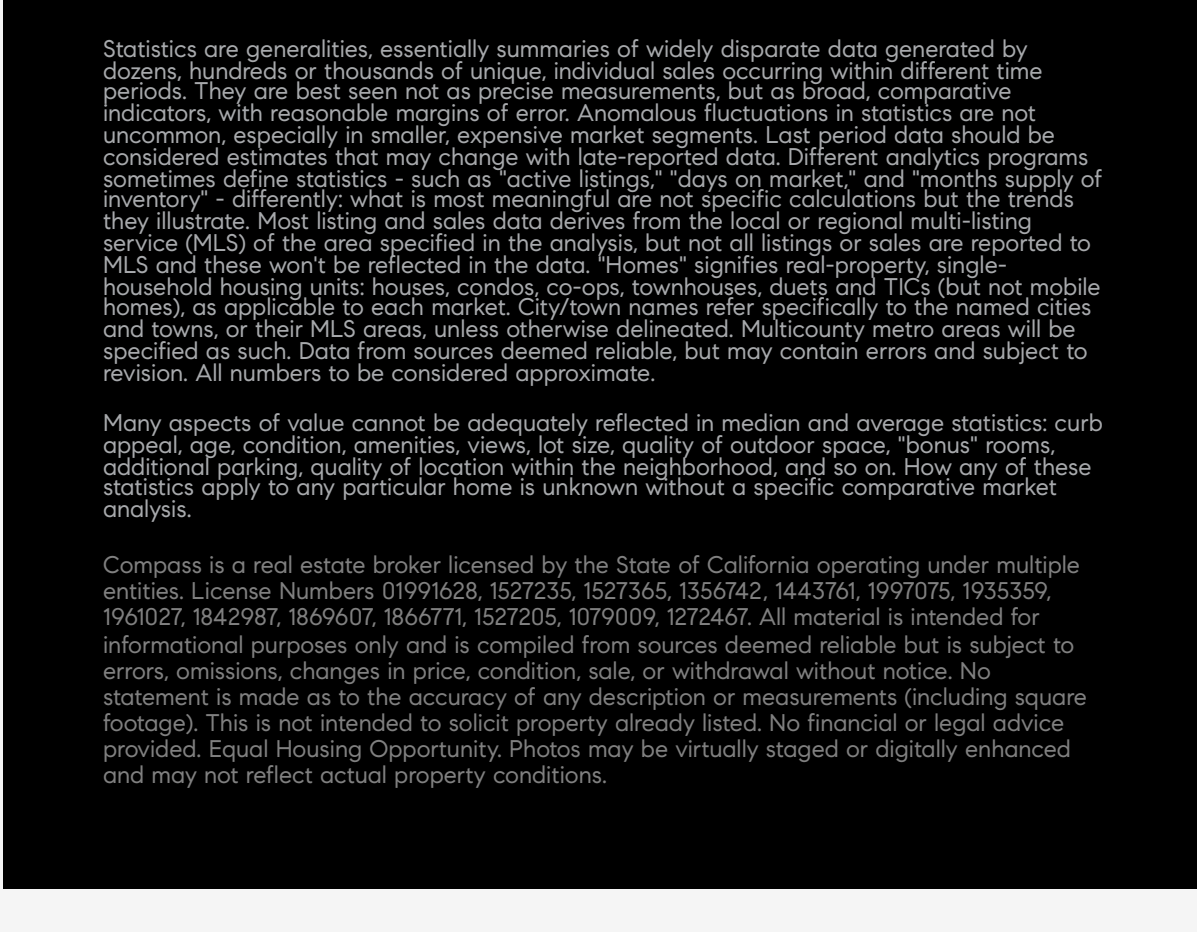 Statistics are generalities, essentially summaries of widely disparate data generated by
dozens, hundreds or thousands of unique, individual sales occurring within different time
periods. They are best seen not as precise measurements, but as broad, comparative
indicators, with reasonable margins of error. Anomalous fluctuations in statistics are not
uncommon, especially in smaller, expensive market segments. Last period data should be
considered estimates that may change with late-reported data. Different analytics programs
sometimes define statistics - such as "active listings," "days on market," and "months supply of
inventory" - differently: what is most meaningful are not specific calculations but the trends
they illustrate. Most listing and sales data derives from the local or regional multi-listing
service (MLS) of the area specified in the analysis, but not all listings or sales are reported to
MLS and these won't be reflected in the data. "Homes" signifies real-property, single-
household housing units: houses, condos, co-ops, townhouses, duets and TICs (but not mobile
homes), as applicable to each market. City/town names refer specifically to the named cities
and towns, or their MLS areas, unless otherwise delineated. Multicounty metro areas will be
specified as such. Data from sources deemed reliable, but may contain errors and subject to
revision. All numbers to be considered approximate.
Many aspects of value cannot be adequately reflected in median and average statistics: curb
appeal, age, condition, amenities, views, lot size, quality of outdoor space, "bonus" rooms,
additional parking, quality of location within the neighborhood, and so on. How any of these
statistics apply to any particular home is unknown without a specific comparative market
analysis.
Compass is a real estate broker licensed by the State of California operating under multiple
entities. License Numbers 01991628, 1527235, 1527365, 1356742, 1443761, 1997075, 1935359,
1961027, 1842987, 1869607, 1866771, 1527205, 1079009, 1272467. All material is intended for
informational purposes only and is compiled from sources deemed reliable but is subject to
errors, omissions, changes in price, condition, sale, or withdrawal without notice. No
statement is made as to the accuracy of any description or measurements (including square
footage). This is not intended to solicit property already listed. No financial or legal advice
provided. Equal Housing Opportunity. Photos may be virtually staged or digitally enhanced
and may not reflect actual property conditions.